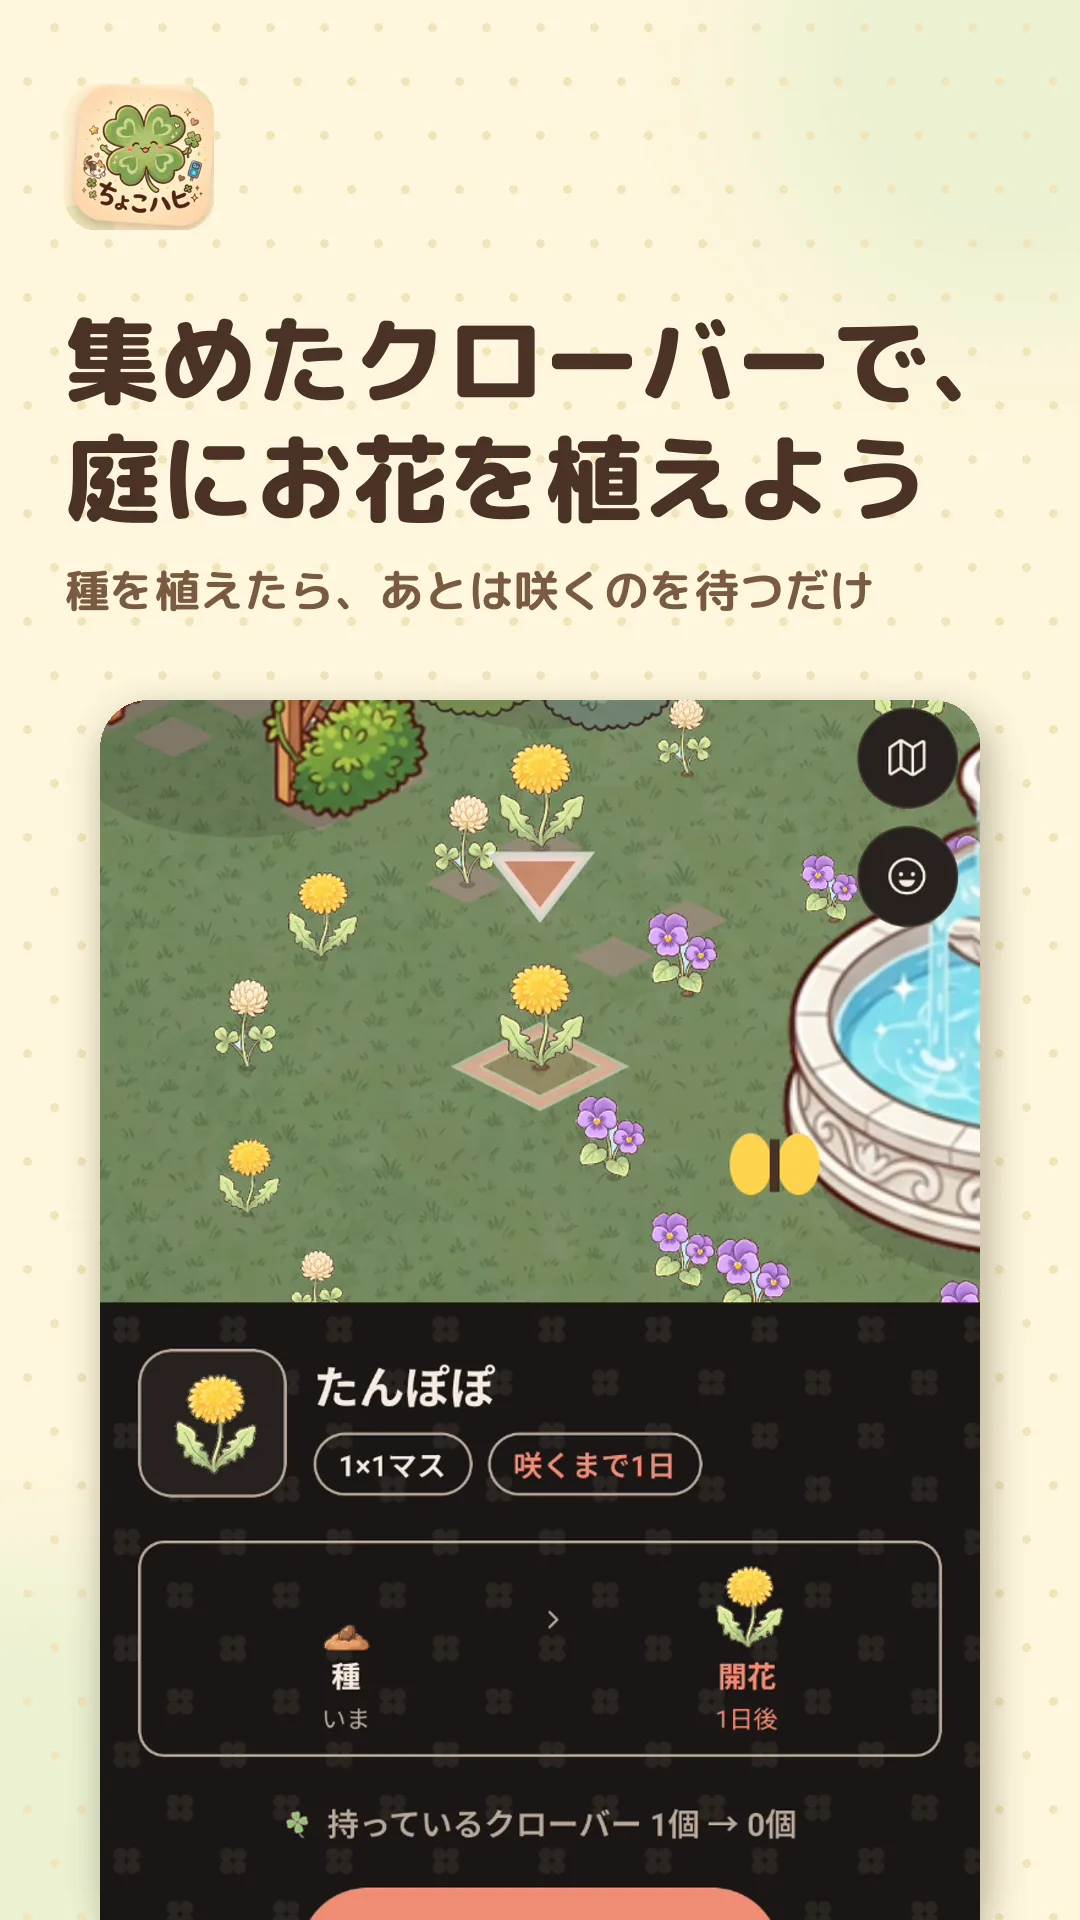 ちょこハピ
集めたクローバーで、
庭にお花を植えよう
種を植えたら、あとは咲くのを待つだけ
たんぽぽ
1×1マス
咲くまで1日
種
いま
開花
1日後
持っているクローバー 1個 → 0個